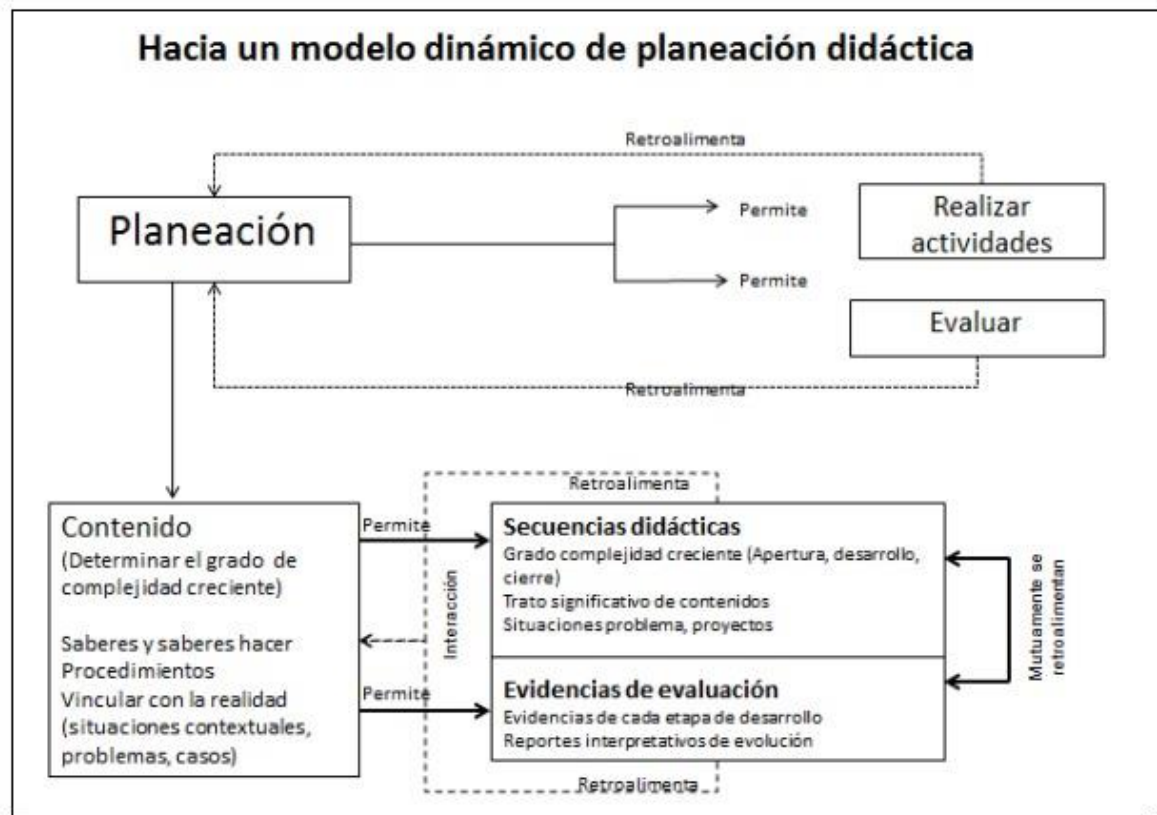 Hacia un modelo dinámico de planeación didáctica
Retroalimenta
Planeación
Permite
Realizar
actividades
Permite
Evaluar
Retroalimenta
Retroalimenta
Contenido
(Determinar el grado de
complejidad creciente)
Saberes y saberes hacer
Procedimientos
Vincular con la realidad
(situaciones contextuales,
problemas, casos)
Permite
Permite
Interacción
Secuencias didácticas
Grado complejidad creciente (Apertura, desarrollo,
cierre)
Trato significativo de contenidos
Situaciones problema, proyectos
Evidencias de evaluación
Evidencias de cada etapa de desarrollo
Reportes interpretativos de evolución
Retroalimenta
Mutuamente se
retroalimentan